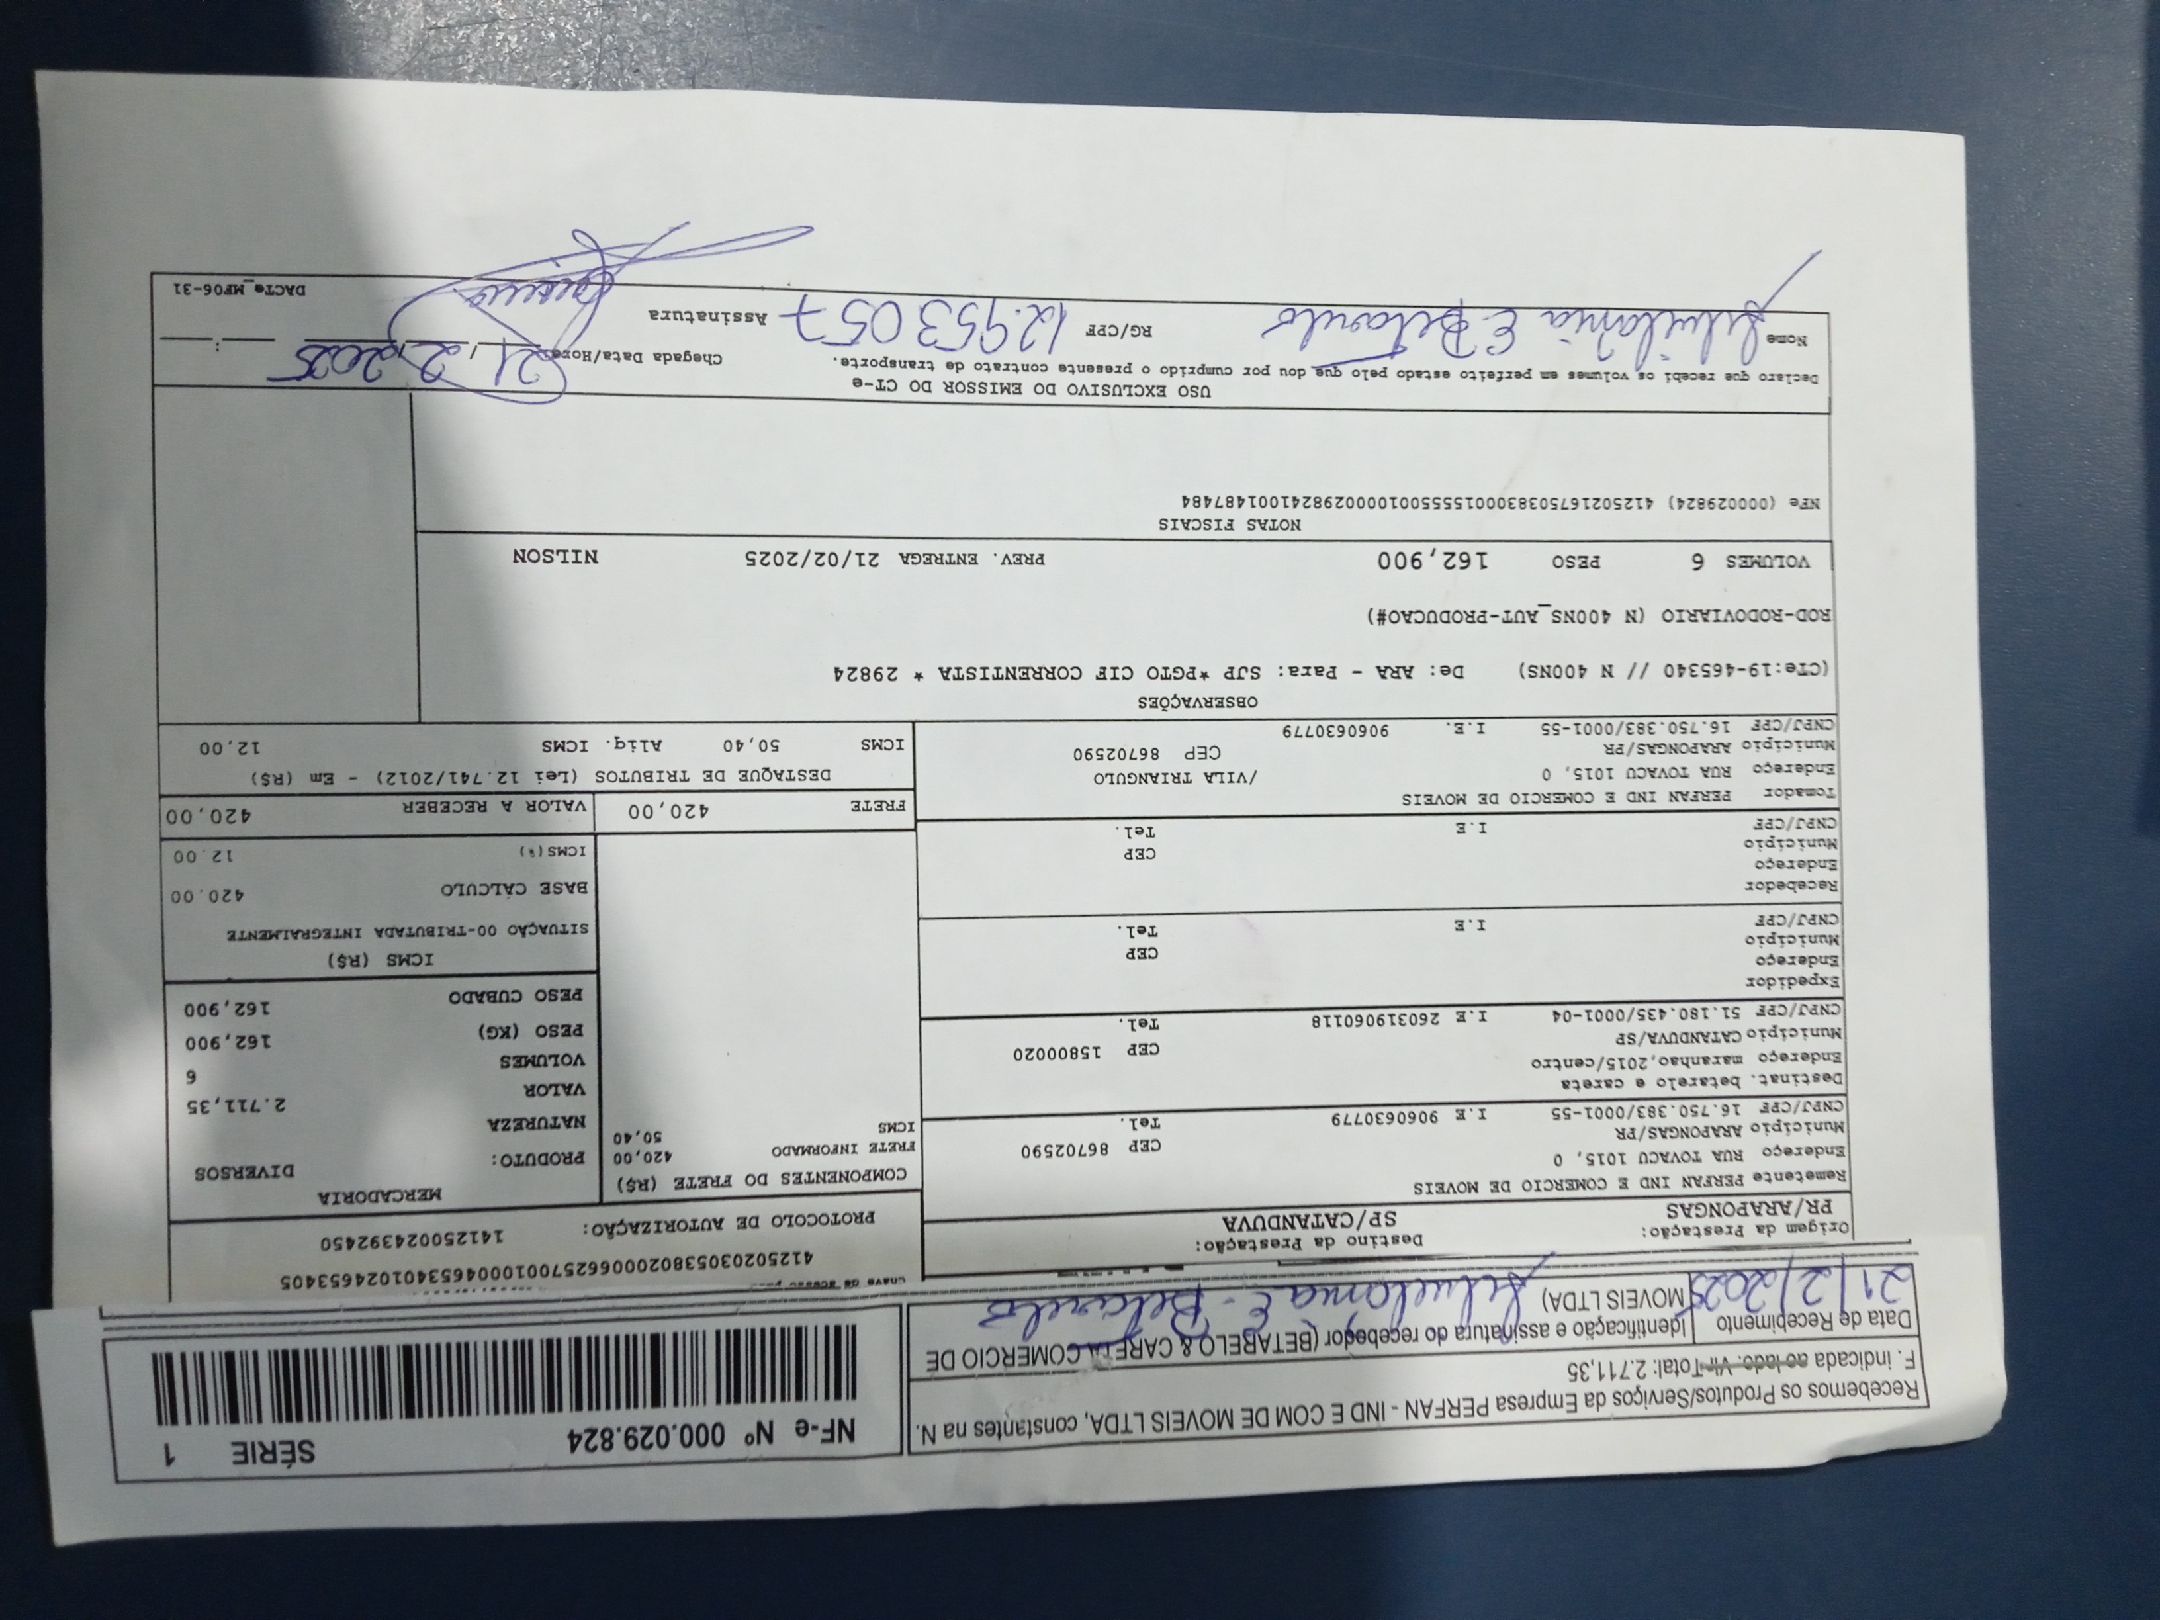 Recebemos os Produtos/Serviços da Empresa PERFAN - IND E COM DE MOVEIS LTDA, constantes na N.
F. indicada ao lado. Vlr Total: 2.711,35
Data de Recebimento
21/2/2025
Identificação e assinatura do recebedor (BETARELO & CARETA COMERCIO DE
MOVEIS LTDA)
E. Betarelo
NF-e Nº 000.029.824
SÉRIE 1
Origem da Prestação:
PR/ARAPONGAS
Destino da Prestação:
SP/CATANDUVA
Remetente PERFAN IND E COMERCIO DE MOVEIS
Endereço RUA TOVACU 1015, 0
Município ARAPONGAS/PR CEP 86702590
CNPJ/CPF 16.750.383/0001-55 I.E 9060630779 Tel.
Destinat. betarelo e careta
Endereço maranhao,2015/centro
Município CATANDUVA/SP CEP 15800020
CNPJ/CPF 51.180.435/0001-04 I.E 260319060118 Tel.
Expedidor
Endereço
Município CEP
CNPJ/CPF I.E Tel.
Recebedor
Endereço
Município CEP
CNPJ/CPF I.E Tel.
Tomador PERFAN IND E COMERCIO DE MOVEIS
Endereço RUA TOVACU 1015, 0 /VILA TRIANGULO
Município ARAPONGAS/PR CEP 86702590
CNPJ/CPF 16.750.383/0001-55 I.E. 9060630779
Chave de acesso
PROTOCOLO DE AUTORIZAÇÃO: 141250024392450
COMPONENTES DO FRETE (R$)
FRETE INFORMADO 420,00
ICMS 50,40
MERCADORIA
PRODUTO: DIVERSOS
NATUREZA
VALOR 2.711,35
VOLUMES 6
PESO (KG) 162,900
PESO CUBADO 162,900
ICMS (R$)
SITUAÇÃO 00-TRIBUTADA INTEGRALMENTE
BASE CÁLCULO 420.00
ICMS(%) 12.00
FRETE 420,00
VALOR A RECEBER 420,00
DESTAQUE DE TRIBUTOS (Lei 12.741/2012) - Em (R$)
ICMS 50,40 Aliq. ICMS 12,00
OBSERVAÇÕES
(CTe:19-465340 // N 400NS) De: ARA - Para: SJP *PGTO CIF CORRENTISTA * 29824
ROD-RODOVIARIO (N 400NS_AUT-PRODUCAO#)
VOLUMES 6 PESO 162,900 PREV. ENTREGA 21/02/2025 NILSON
NOTAS FISCAIS
NFe (000029824) 41250216750383000155550010000298241001487484
USO EXCLUSIVO DO EMISSOR DO CT-e
Declaro que recebi os volumes em perfeito estado pelo que dou por cumprido o presente contrato de transporte.
Chegada Data/Hora: 21/2/2025 __:__
Nome E. Betarelo RG/CPF 12.953 057 Assinatura
DACTe_MF06-31